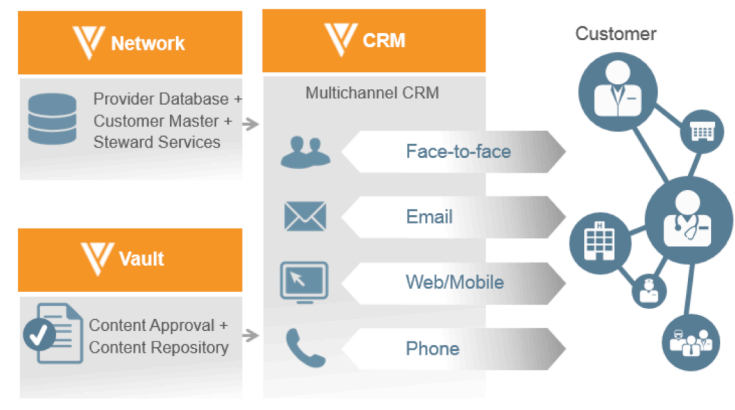 Network
Provider Database +
Customer Master +
Steward Services
Vault
Content Approval +
Content Repository
CRM
Multichannel CRM
Face-to-face
Email
Web/Mobile
Phone
Customer
H